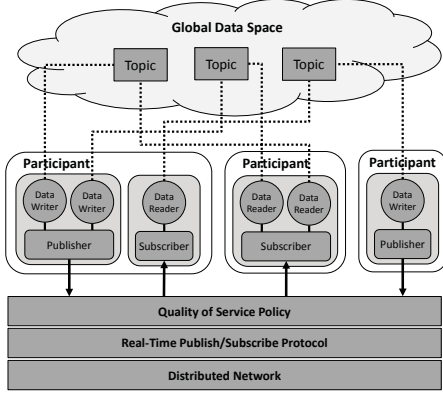 Global Data Space
Topic
Topic
Topic
Participant
Participant
Participant
Data
Writer
Data
Writer
Data
Reader
Data
Reader
Data
Reader
Data
Writer
Publisher
Subscriber
Subscriber
Publisher
Quality of Service Policy
Real-Time Publish/Subscribe Protocol
Distributed Network